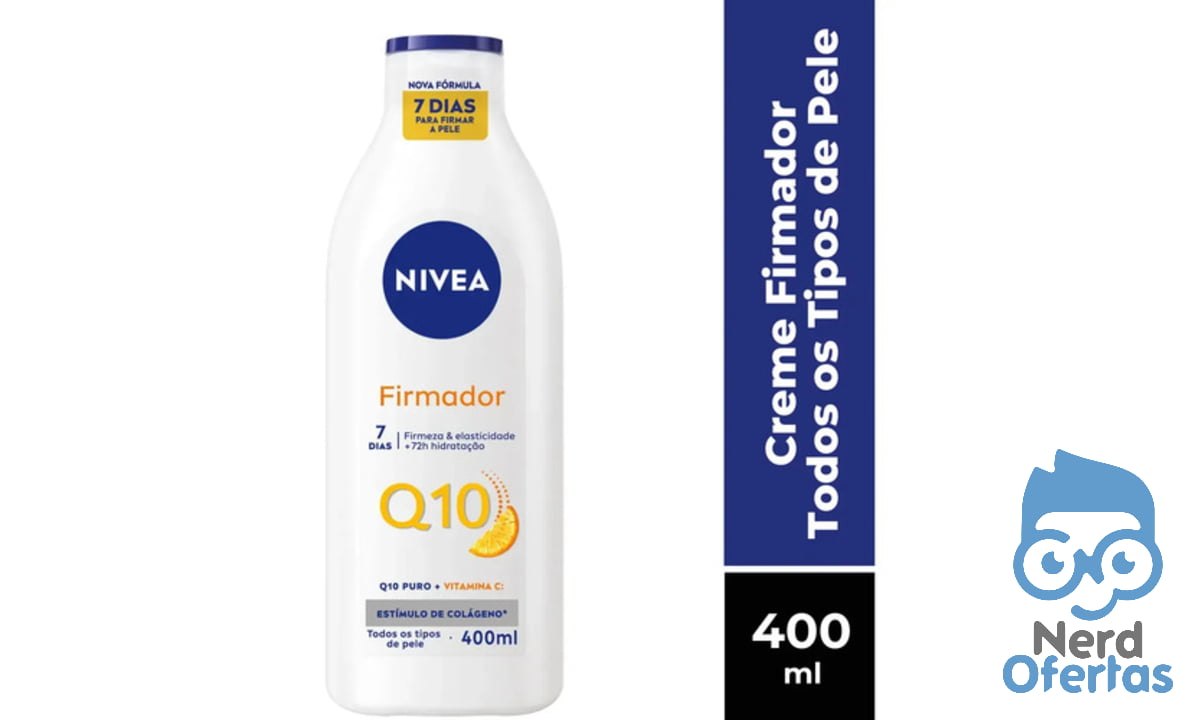 NOVA FÓRMULA
7 DIAS
PARA FIRMAR
A PELE
NIVEA
Firmador
7
DIAS
Firmeza & elasticidade
+72h hidratação
Q10
Q10 PURO + VITAMINA C:
ESTÍMULO DE COLÁGENO*
Todos os tipos
de pele
· 400ml
Creme Firmador
Todos os Tipos de Pele
400
ml
Nerd
Ofertas